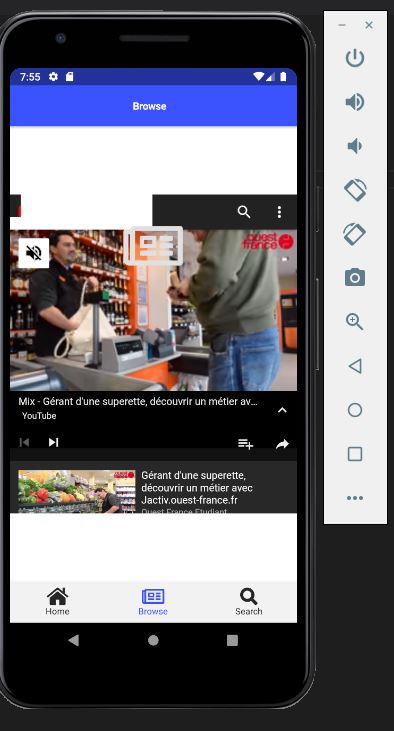 7:55
Browse
ouest
france
Mix - Gérant d'une superette, découvrir un métier av...
YouTube
Gérant d'une superette,
découvrir un métier avec
Jactiv.ouest-france.fr
Ouest France Etudiant
Home
Browse
Search